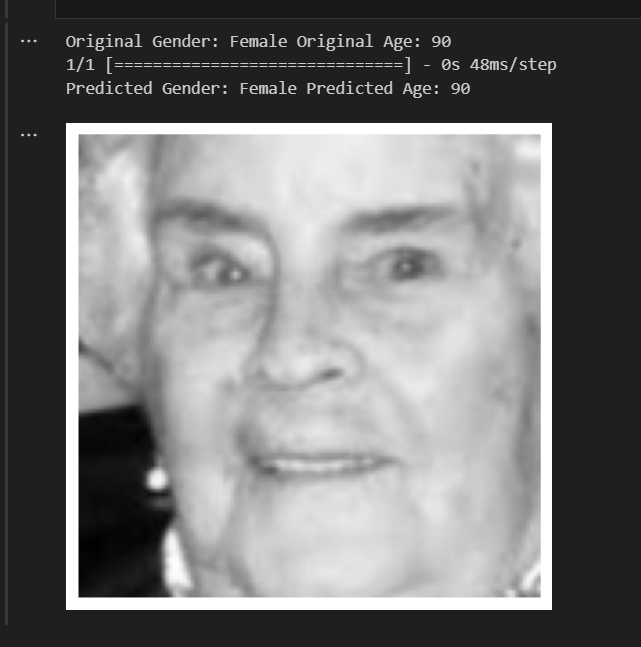 Original Gender: Female Original Age: 90
1/1 [==============================] - 0s 48ms/step
Predicted Gender: Female Predicted Age: 90